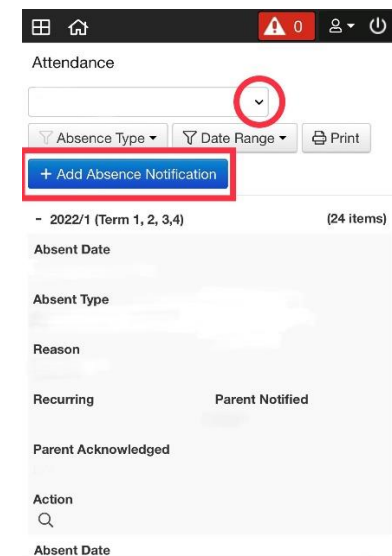 0
Attendance
Absence Type
Date Range
Print
+ Add Absence Notification
- 2022/1 (Term 1, 2, 3,4) (24 items)
Absent Date
Absent Type
Reason
Recurring Parent Notified
Parent Acknowledged
Action
Absent Date